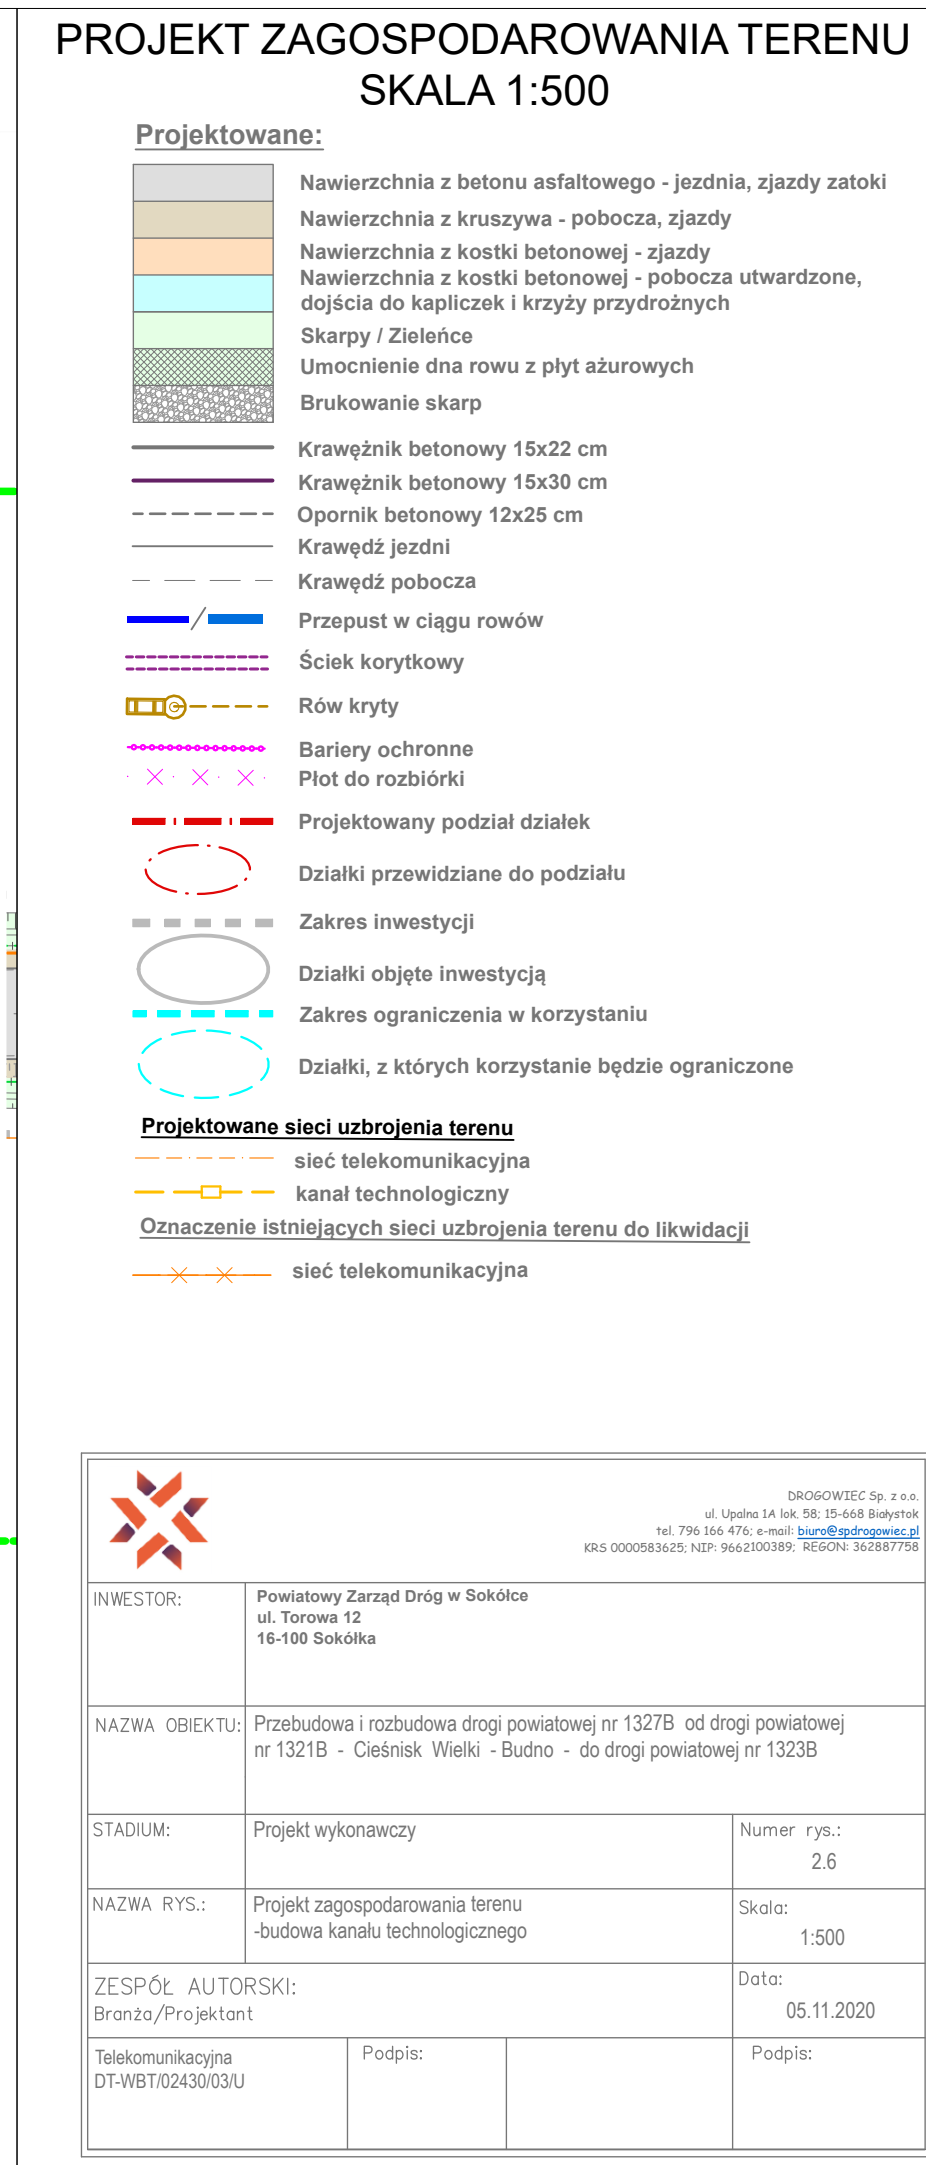 PROJEKT ZAGOSPODAROWANIA TERENU
SKALA 1:500
Projektowane:
Nawierzchnia z betonu asfaltowego - jezdnia, zjazdy zatoki
Nawierzchnia z kruszywa - pobocza, zjazdy
Nawierzchnia z kostki betonowej - zjazdy
Nawierzchnia z kostki betonowej - pobocza utwardzone,
dojścia do kapliczek i krzyży przydrożnych
Skarpy / Zieleńce
Umocnienie dna rowu z płyt ażurowych
Brukowanie skarp
Krawężnik betonowy 15x22 cm
Krawężnik betonowy 15x30 cm
Opornik betonowy 12x25 cm
Krawędź jezdni
Krawędź pobocza
Przepust w ciągu rowów
Ściek korytkowy
Rów kryty
Bariery ochronne
Płot do rozbiórki
Projektowany podział działek
Działki przewidziane do podziału
Zakres inwestycji
Działki objęte inwestycją
Zakres ograniczenia w korzystaniu
Działki, z których korzystanie będzie ograniczone
Projektowane sieci uzbrojenia terenu
sieć telekomunikacyjna
kanał technologiczny
Oznaczenie istniejących sieci uzbrojenia terenu do likwidacji
sieć telekomunikacyjna
DROGOWIEC Sp. z o.o.
ul. Upalna 1A lok. 58; 15-668 Białystok
tel. 796 166 476; e-mail: biuro@spdrogowiec.pl
KRS 0000583625; NIP: 9662100389; REGON: 362887758
INWESTOR:
Powiatowy Zarząd Dróg w Sokółce
ul. Torowa 12
16-100 Sokółka
NAZWA OBIEKTU:
Przebudowa i rozbudowa drogi powiatowej nr 1327B od drogi powiatowej
nr 1321B - Cieśnisk Wielki - Budno - do drogi powiatowej nr 1323B
STADIUM:
Projekt wykonawczy
Numer rys.:
2.6
NAZWA RYS.:
Projekt zagospodarowania terenu
-budowa kanału technologicznego
Skala:
1:500
ZESPÓŁ AUTORSKI:
Branża/Projektant
Data:
05.11.2020
Telekomunikacyjna
DT-WBT/02430/03/U
Podpis:
Podpis: